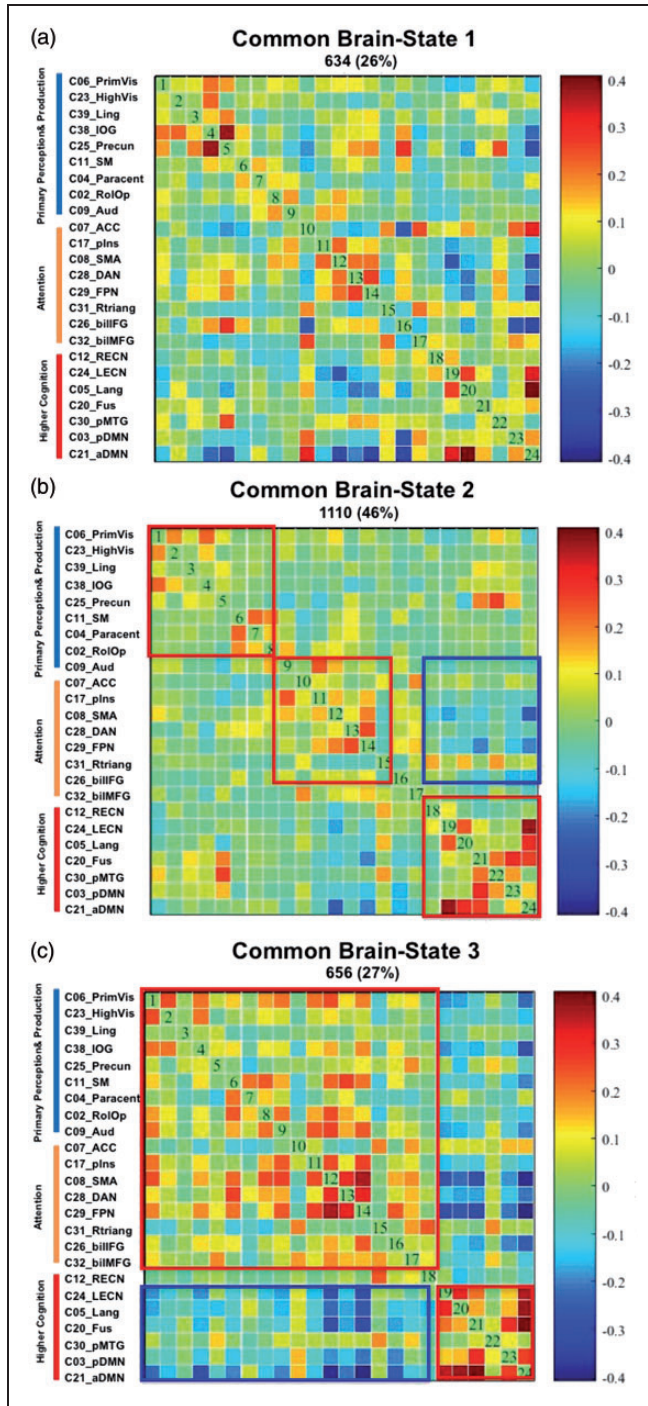 (a)
Common Brain-State 1
634 (26%)
Primary Perception& Production
Attention
Higher Cognition
C06_PrimVis
C23_HighVis
C39_Ling
C38_IOG
C25_Precun
C11_SM
C04_Paracent
C02_RolOp
C09_Aud
C07_ACC
C17_pIns
C08_SMA
C28_DAN
C29_FPN
C31_Rtriang
C26_bilIFG
C32_bilMFG
C12_RECN
C24_LECN
C05_Lang
C20_Fus
C30_pMTG
C03_pDMN
C21_aDMN
1
2
3
4
5
6
7
8
9
10
11
12
13
14
15
16
17
18
19
20
21
22
23
24
0.4
0.3
0.2
0.1
0
-0.1
-0.2
-0.3
-0.4
(b)
Common Brain-State 2
1110 (46%)
Primary Perception& Production
Attention
Higher Cognition
C06_PrimVis
C23_HighVis
C39_Ling
C38_IOG
C25_Precun
C11_SM
C04_Paracent
C02_RolOp
C09_Aud
C07_ACC
C17_pIns
C08_SMA
C28_DAN
C29_FPN
C31_Rtriang
C26_bilIFG
C32_bilMFG
C12_RECN
C24_LECN
C05_Lang
C20_Fus
C30_pMTG
C03_pDMN
C21_aDMN
1
2
3
4
5
6
7
8
9
10
11
12
13
14
15
16
17
18
19
20
21
22
23
24
0.4
0.3
0.2
0.1
0
-0.1
-0.2
-0.3
-0.4
(c)
Common Brain-State 3
656 (27%)
Primary Perception& Production
Attention
Higher Cognition
C06_PrimVis
C23_HighVis
C39_Ling
C38_IOG
C25_Precun
C11_SM
C04_Paracent
C02_RolOp
C09_Aud
C07_ACC
C17_pIns
C08_SMA
C28_DAN
C29_FPN
C31_Rtriang
C26_bilIFG
C32_bilMFG
C12_RECN
C24_LECN
C05_Lang
C20_Fus
C30_pMTG
C03_pDMN
C21_aDMN
1
2
3
4
5
6
7
8
9
10
11
12
13
14
15
16
17
18
19
20
21
22
23
24
0.4
0.3
0.2
0.1
0
-0.1
-0.2
-0.3
-0.4